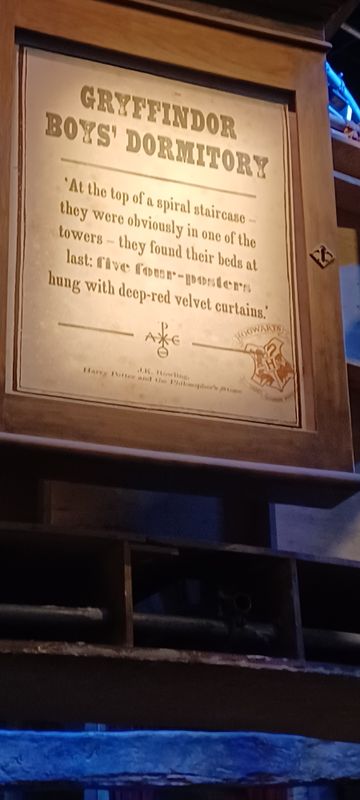 GRYFFINDOR
BOYS' DORMITORY
'At the top of a spiral staircase –
they were obviously in one of the
towers – they found their beds at
last: five four-posters
hung with deep-red velvet curtains.'
J.K. Rowling,
Harry Potter and the Philosopher's Stone
HOGWARTS